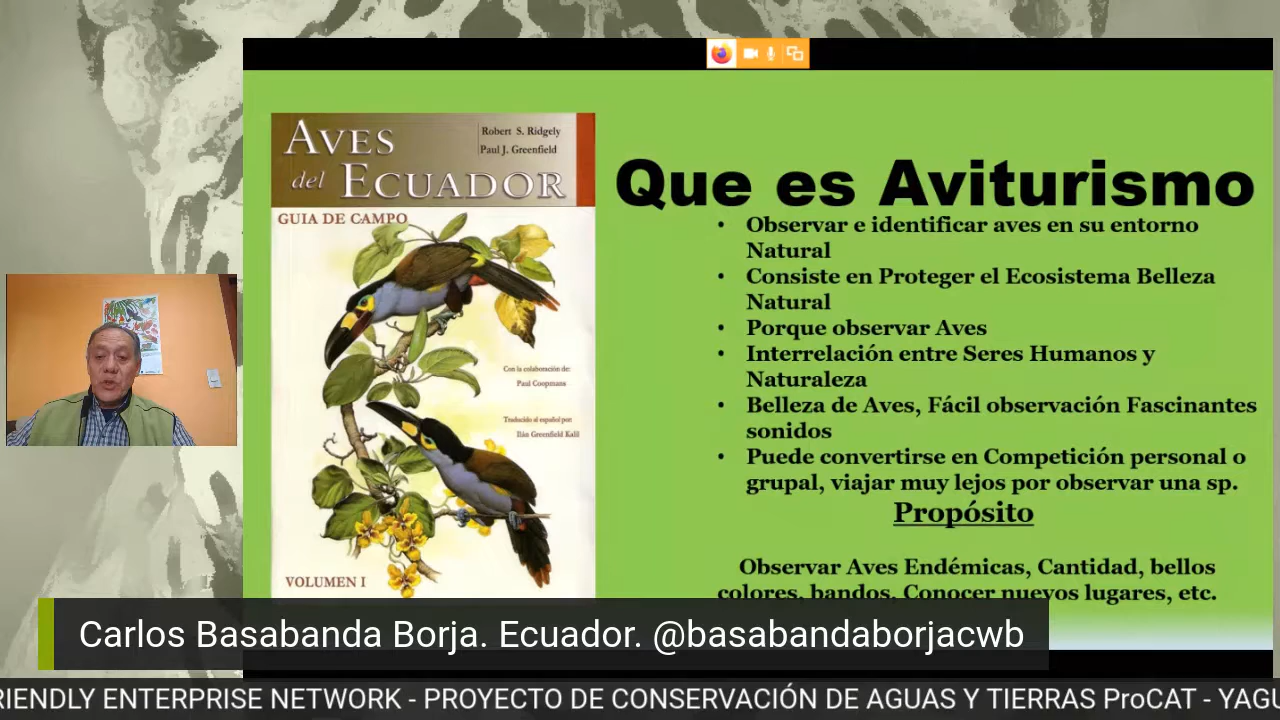 AVES
del ECUADOR
Robert S. Ridgely
Paul J. Greenfield
GUIA DE CAMPO
Con la colaboración de:
Paul Coopmans
Traducido al español por:
Ilán Greenfield Kalil
VOLUMEN I
Que es Aviturismo
• Observar e identificar aves en su entorno
Natural
• Consiste en Proteger el Ecosistema Belleza
Natural
• Porque observar Aves
• Interrelación entre Seres Humanos y
Naturaleza
• Belleza de Aves, Fácil observación Fascinantes
sonidos
• Puede convertirse en Competición personal o
grupal, viajar muy lejos por observar una sp.
Propósito
Observar Aves Endémicas, Cantidad, bellos
colores, bandos, Conocer nuevos lugares, etc.
Carlos Basabanda Borja. Ecuador. @basabandaborjacwb
RIENDLY ENTERPRISE NETWORK - PROYECTO DE CONSERVACIÓN DE AGUAS Y TIERRAS ProCAT - YAGU